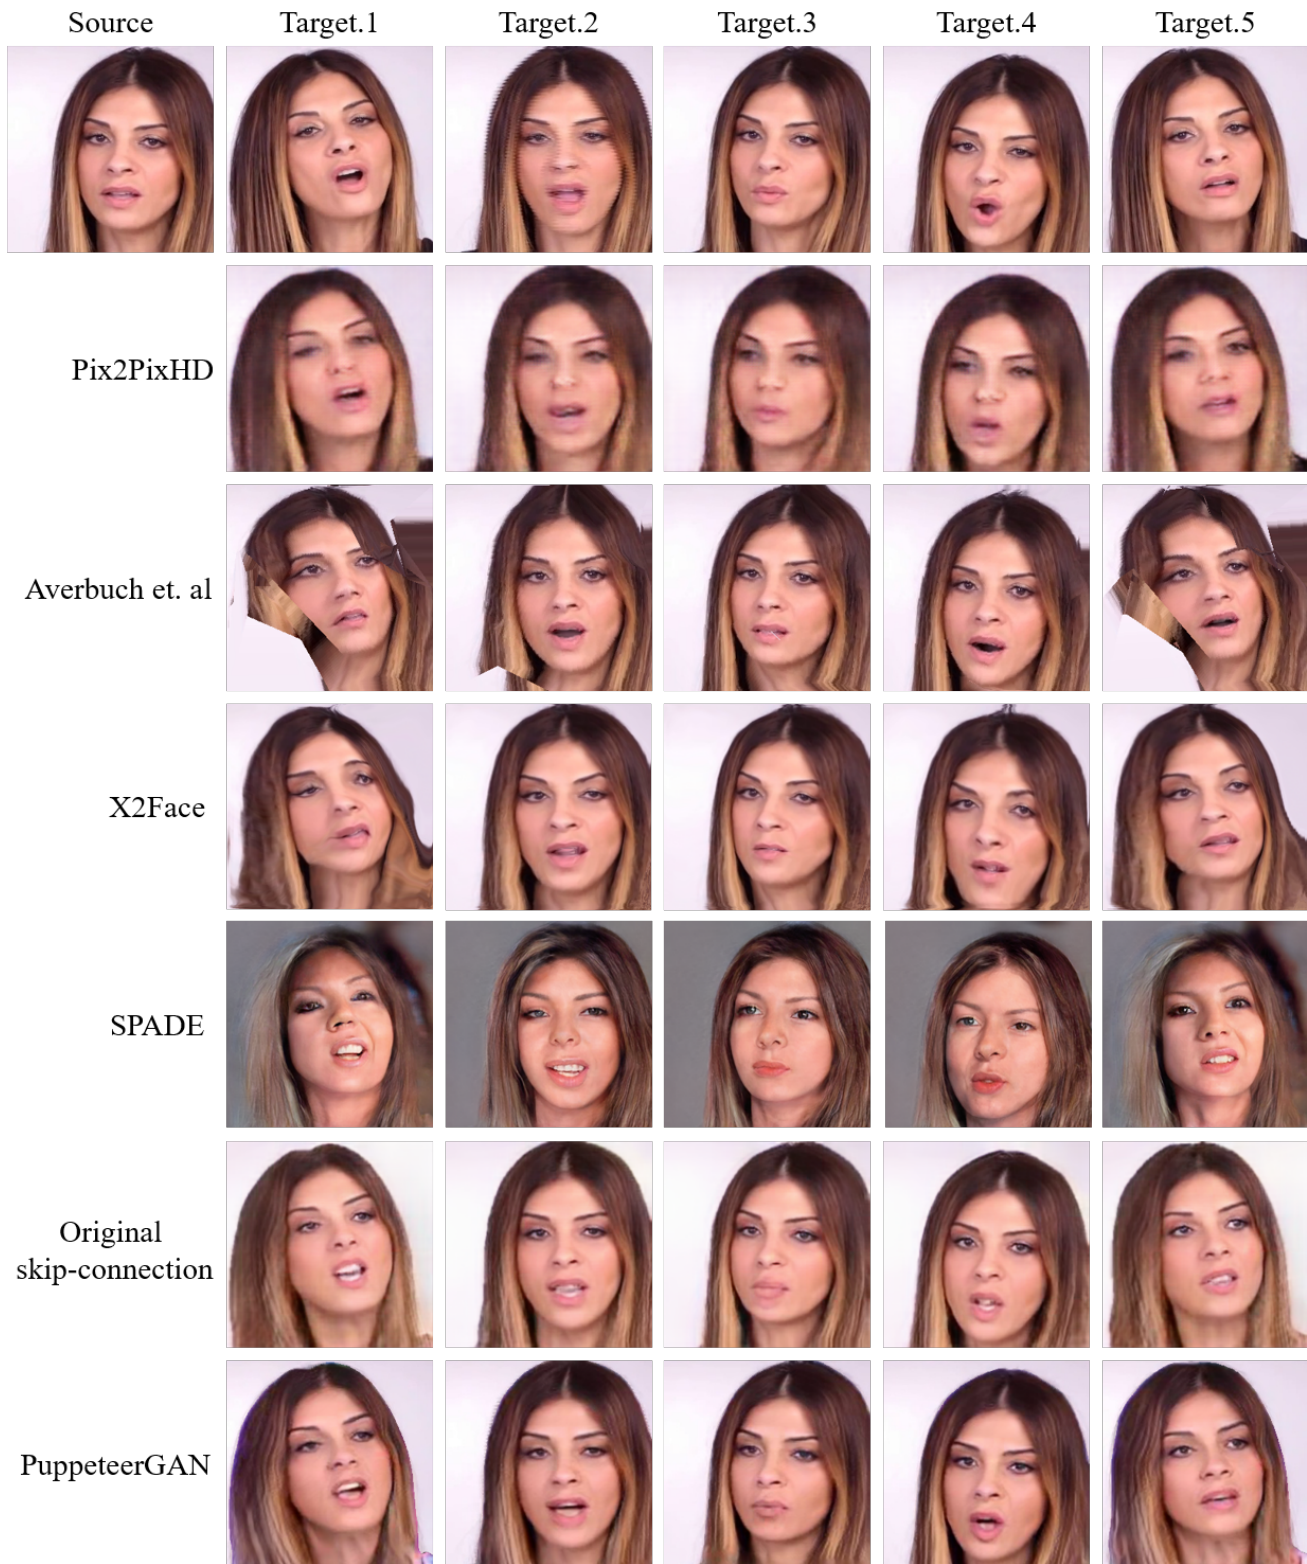 Source Target.1 Target.2 Target.3 Target.4 Target.5
Pix2PixHD
Averbuch et. al
X2Face
SPADE
Original
skip-connection
PuppeteerGAN